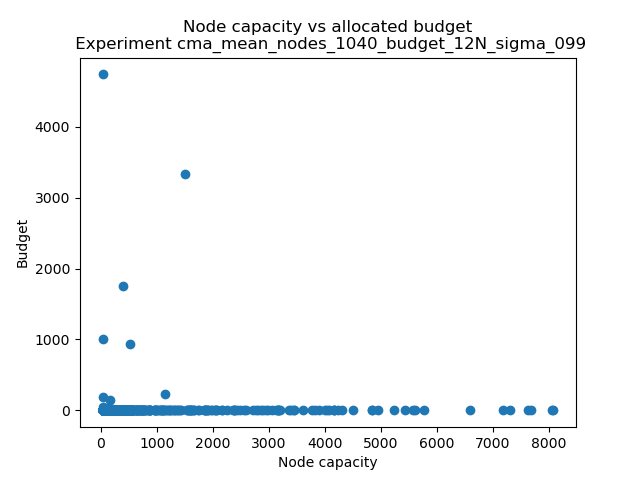 Node capacity vs allocated budget
Experiment cma_mean_nodes_1040_budget_12N_sigma_099
4000
3000
2000
1000
0
Budget
0 1000 2000 3000 4000 5000 6000 7000 8000
Node capacity